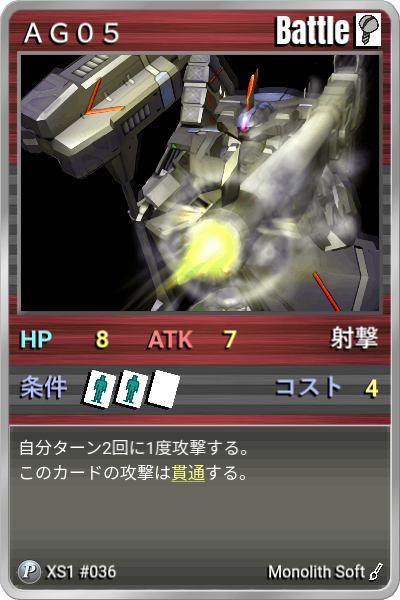 ＡＧ０５ Battle
HP 8 ATK 7 射撃
条件 コスト 4
自分ターン2回に1度攻撃する。
このカードの攻撃は貫通する。
P XS1 #036 Monolith Soft